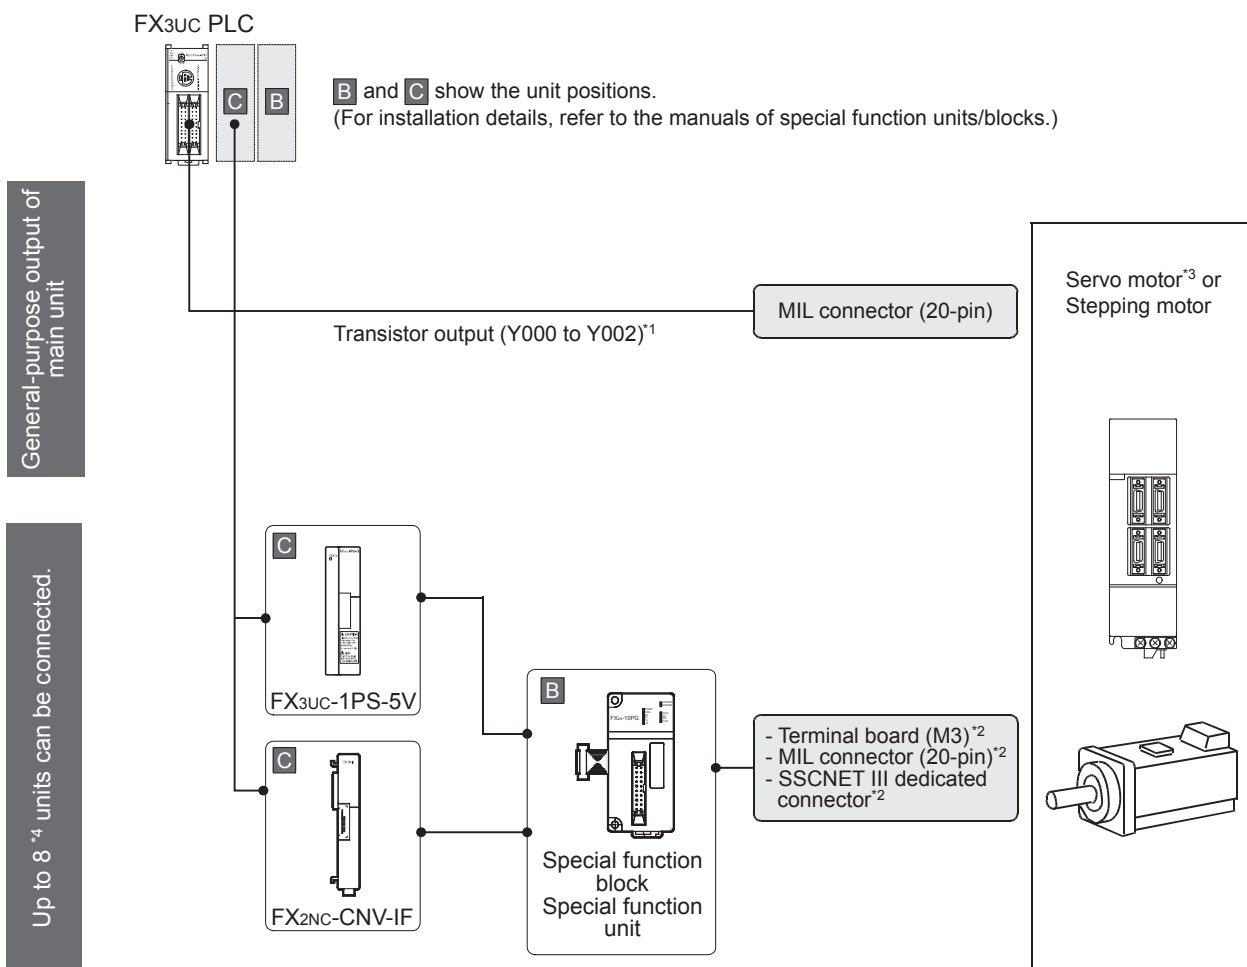 FX3UC PLC
C
B
B and C show the unit positions.
(For installation details, refer to the manuals of special function units/blocks.)
General-purpose output of
main unit
Transistor output (Y000 to Y002)*1
MIL connector (20-pin)
Servo motor*3 or
Stepping motor
Up to 8 *4 units can be connected.
C
FX3UC-1PS-5V
C
FX2NC-CNV-IF
B
FX2N-10PG
Special function
block
Special function
unit
- Terminal board (M3)*2
- MIL connector (20-pin)*2
- SSCNET III dedicated
connector*2